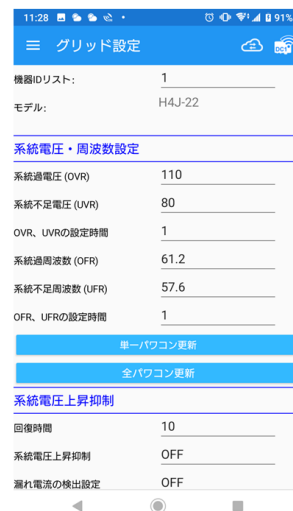 11:28 91%
グリッド設定
機器IDリスト: 1
モデル: H4J-22
系統電圧・周波数設定
系統過電圧 (OVR) 110
系統不足電圧 (UVR) 80
OVR、UVRの設定時間 1
系統過周波数 (OFR) 61.2
系統不足周波数 (UFR) 57.6
OFR、UFRの設定時間 1
単一パワコン更新
全パワコン更新
系統電圧上昇抑制
回復時間 10
系統電圧上昇抑制 OFF
漏れ電流の検出設定 OFF